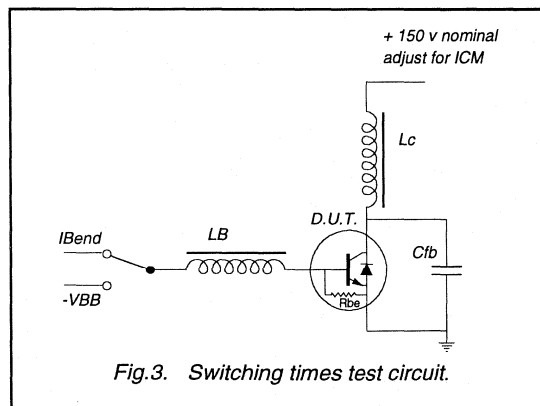 + 150 v nominal
adjust for ICM
Lc
D.U.T.
LB
IBend
Cfb
-VBB
Rbe
Fig.3. Switching times test circuit.